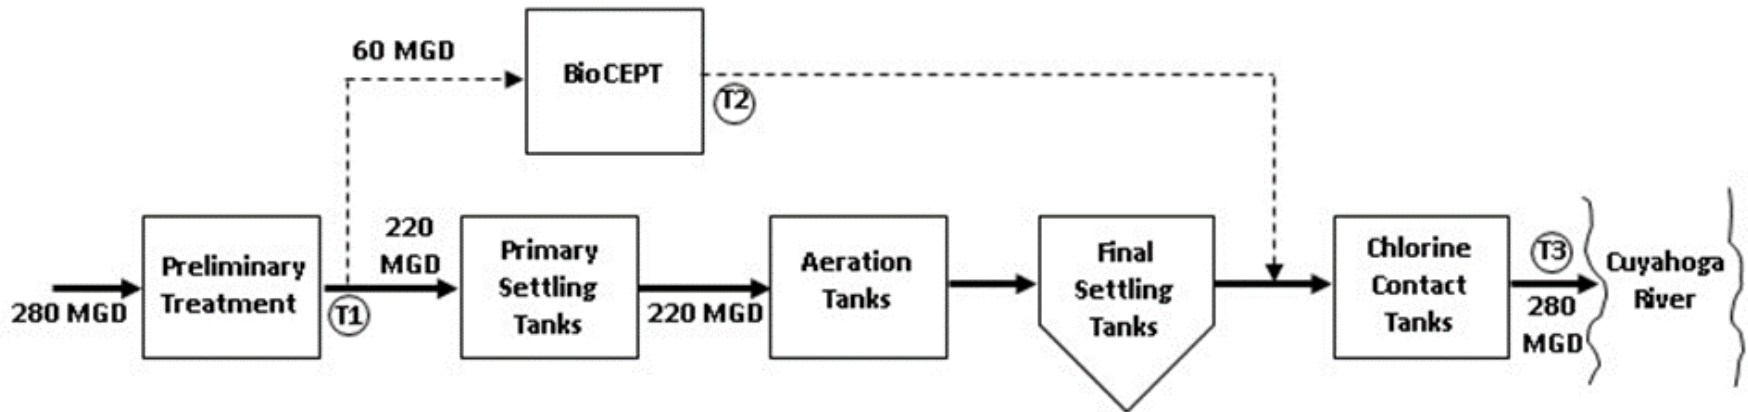 60 MGD
BioCEPT
T2
280 MGD
Preliminary
Treatment
T1
220
MGD
Primary
Settling
Tanks
220 MGD
Aeration
Tanks
Final
Settling
Tanks
Chlorine
Contact
Tanks
T3
280
MGD
Cuyahoga
River